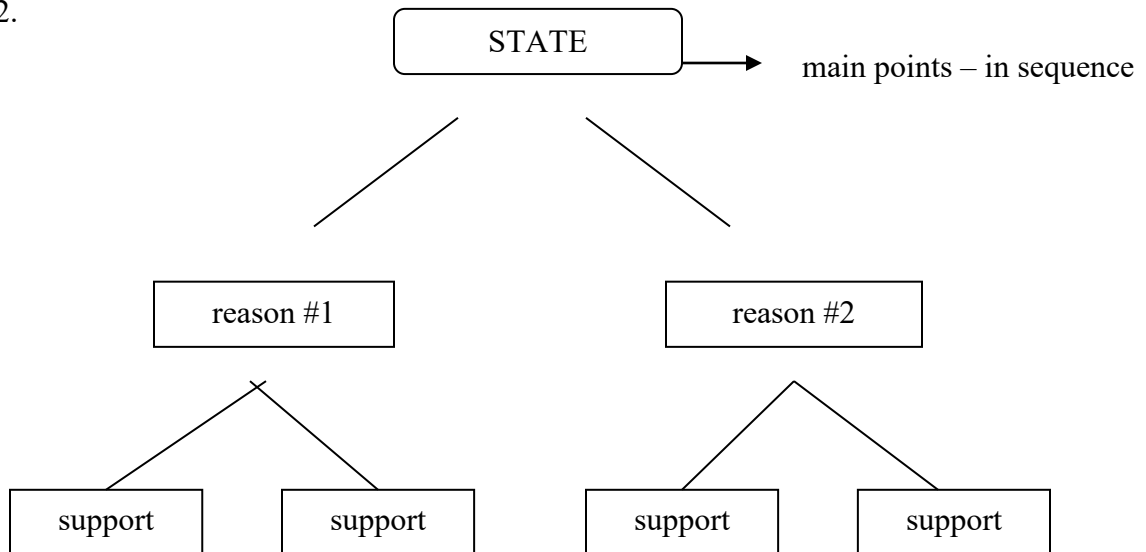 2.
STATE
main points – in sequence
reason #1 reason #2
support support support support